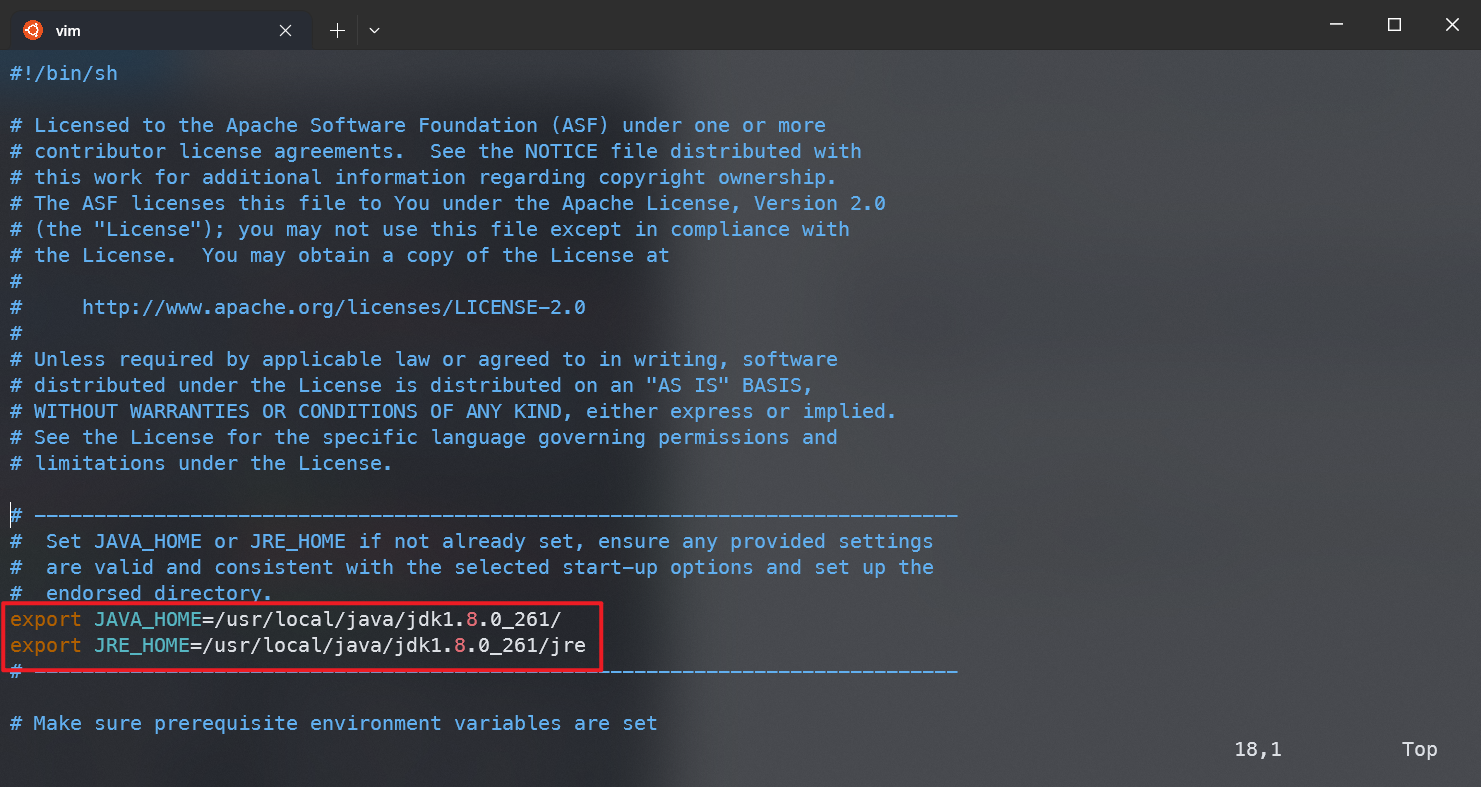 vim
#!/bin/sh
# Licensed to the Apache Software Foundation (ASF) under one or more
# contributor license agreements.  See the NOTICE file distributed with
# this work for additional information regarding copyright ownership.
# The ASF licenses this file to You under the Apache License, Version 2.0
# (the "License"); you may not use this file except in compliance with
# the License.  You may obtain a copy of the License at
#
#     http://www.apache.org/licenses/LICENSE-2.0
#
# Unless required by applicable law or agreed to in writing, software
# distributed under the License is distributed on an "AS IS" BASIS,
# WITHOUT WARRANTIES OR CONDITIONS OF ANY KIND, either express or implied.
# See the License for the specific language governing permissions and
# limitations under the License.
# -----------------------------------------------------------------------------
#  Set JAVA_HOME or JRE_HOME if not already set, ensure any provided settings
#  are valid and consistent with the selected start-up options and set up the
#  endorsed directory.
export JAVA_HOME=/usr/local/java/jdk1.8.0_261/
export JRE_HOME=/usr/local/java/jdk1.8.0_261/jre
# -----------------------------------------------------------------------------
# Make sure prerequisite environment variables are set
18,1 Top